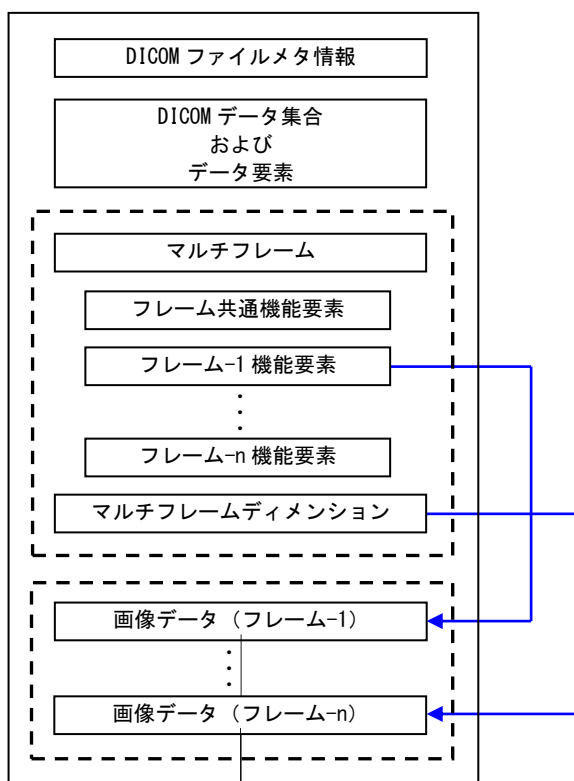 DICOM ファイルメタ情報
DICOM データ集合
および
データ要素
マルチフレーム
フレーム共通機能要素
フレーム-1 機能要素
フレーム-n 機能要素
マルチフレームディメンション
画像データ（フレーム-1）
画像データ（フレーム-n）